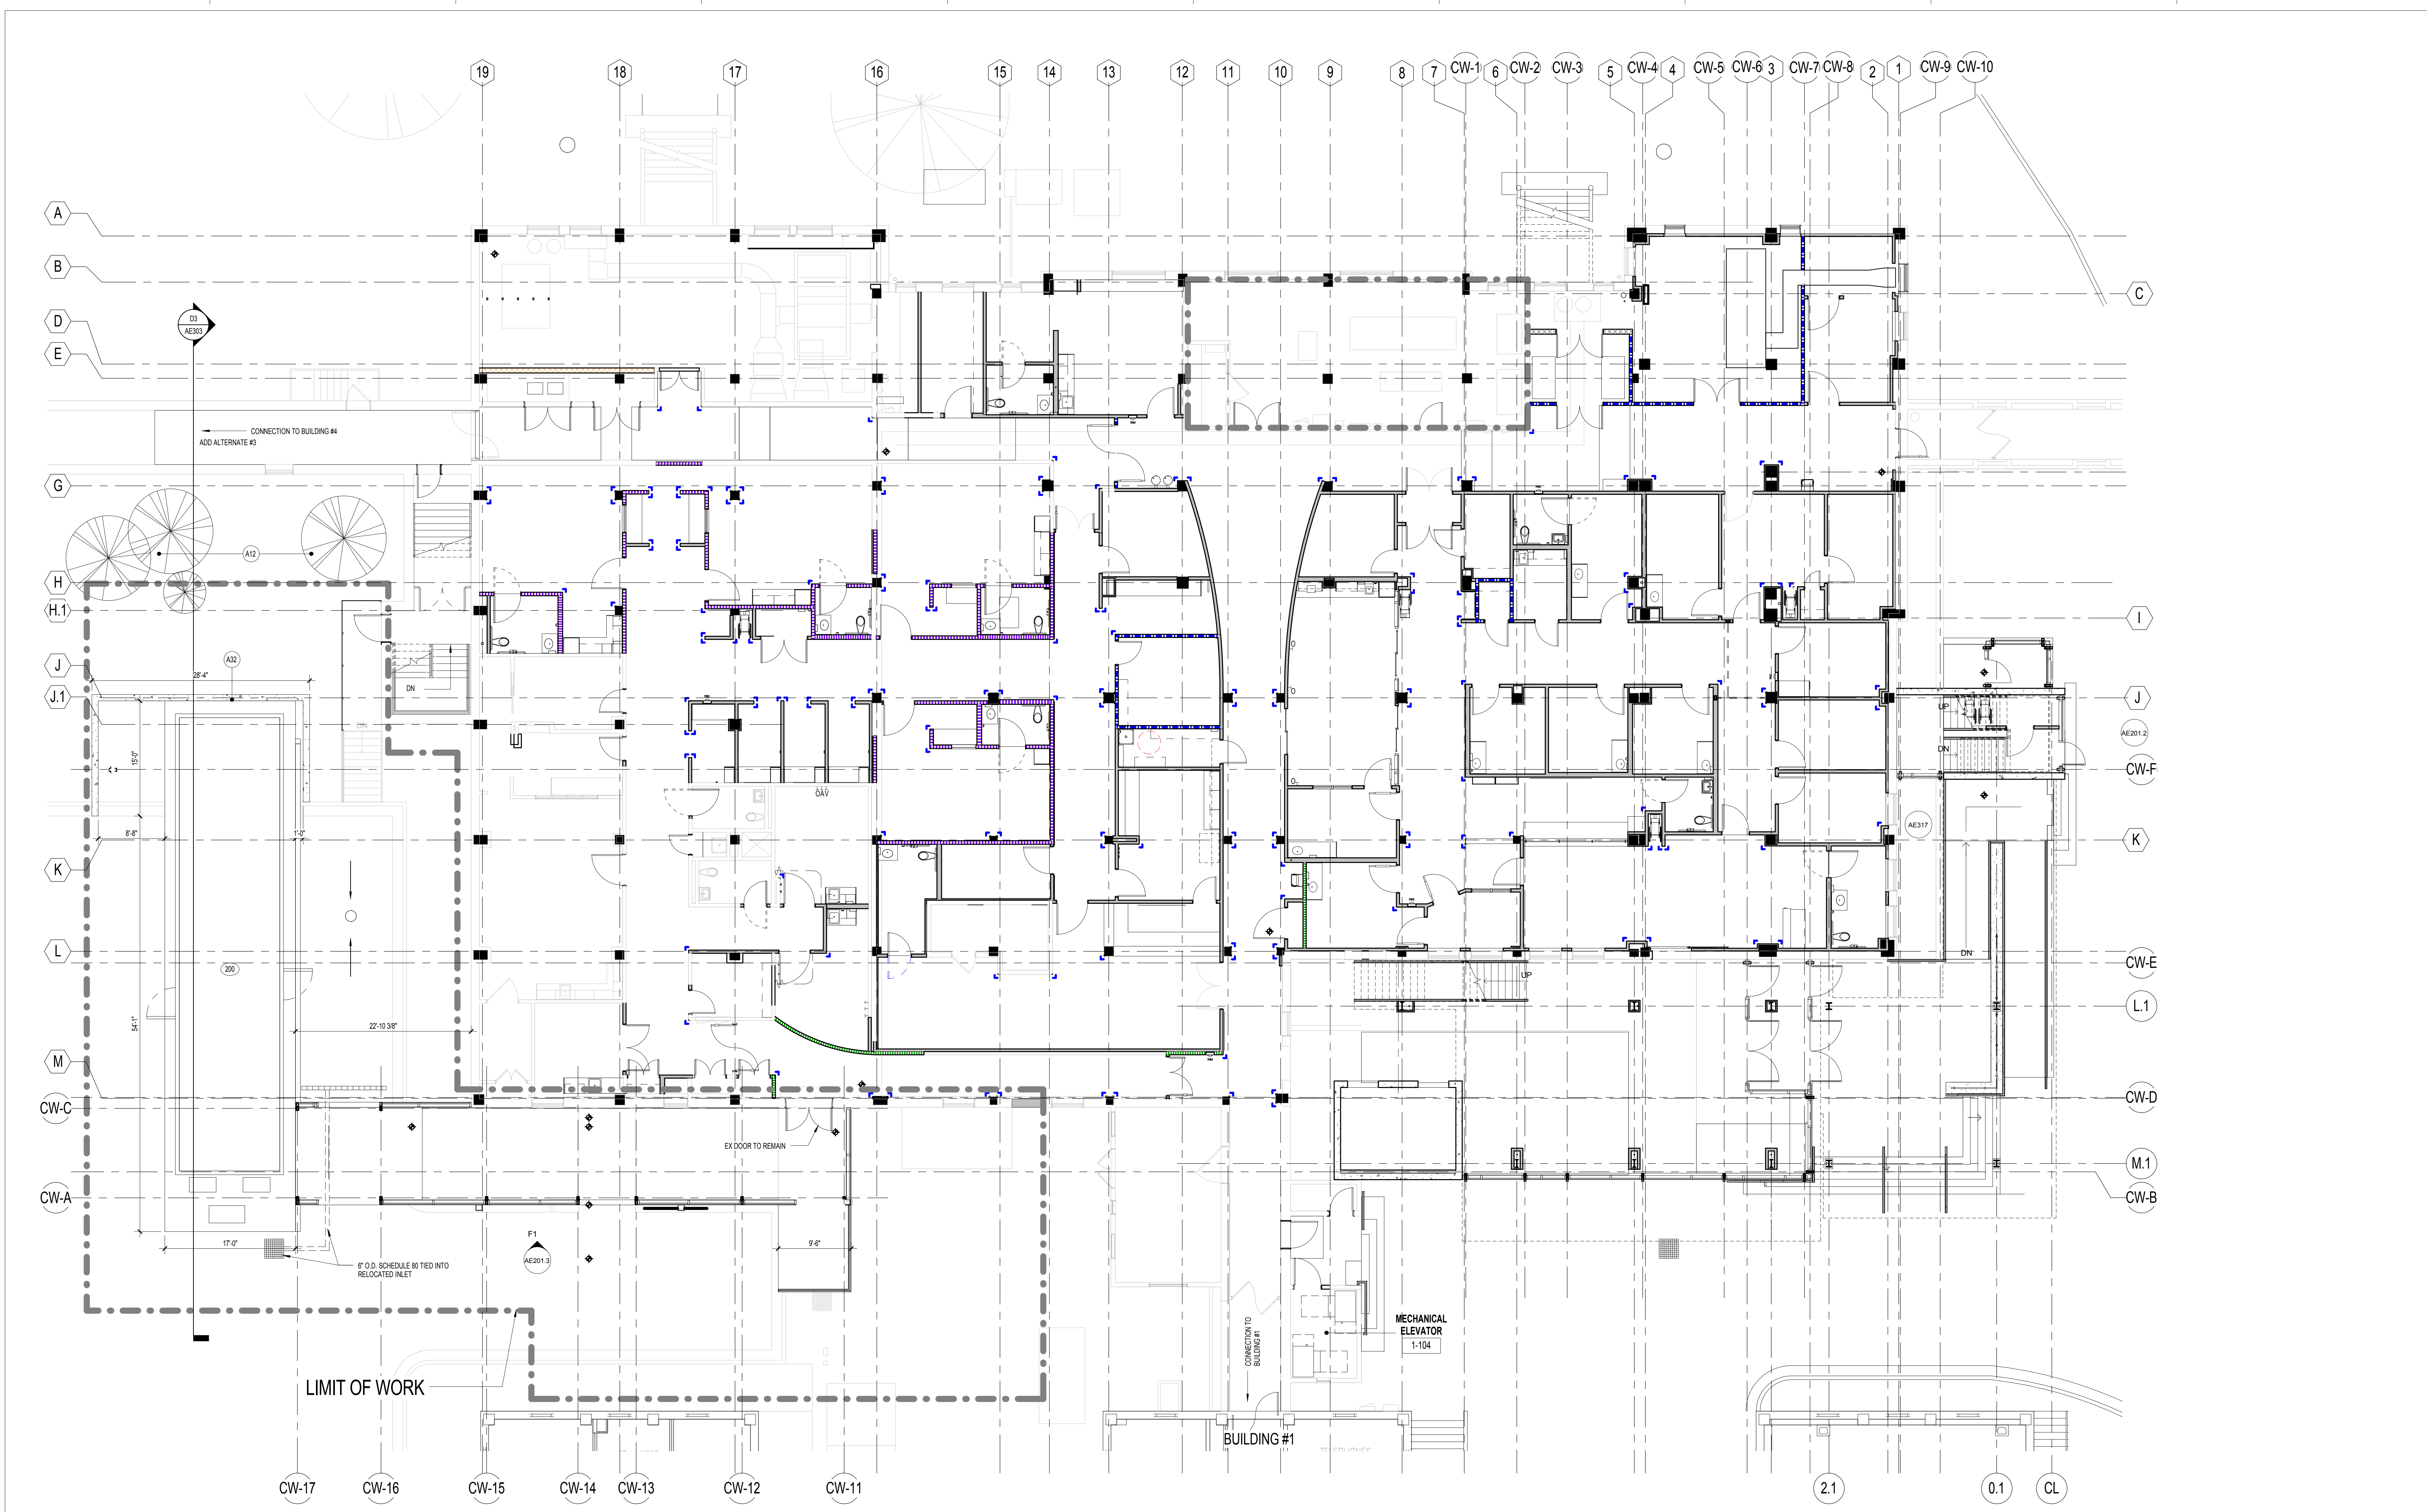 19
18
17
16
15
14
13
12
11
10
9
8
7
CW-1
6
CW-2
CW-3
5
CW-4
4
CW-5
CW-6
3
CW-7
CW-8
2
1
CW-9
CW-10
A
B
C
D
E
D3
AE303
CONNECTION TO BUILDING #4
ADD ALTERNATE #3
G
A12
H
H.1
I
J
A32
28'-4"
DN
J.1
J
UP
AE201.2
DN
DN
15'-0"
CW-F
OAV
AE317
8'-8"
1'-0"
K
K
L
DN
CW-E
200
UP
L.1
54'-1"
22'-10 3/8"
M
CW-C
CW-D
EX DOOR TO REMAIN
M.1
CW-A
CW-B
F1
AE201.3
17'-0"
9'-6"
6" O.D. SCHEDULE 80 TIED INTO
RELOCATED INLET
MECHANICAL
ELEVATOR
1-104
CONNECTION TO
BUILDING #1
LIMIT OF WORK
BUILDING #1
CW-17
CW-16
CW-15
CW-14
CW-13
CW-12
CW-11
2.1
0.1
CL